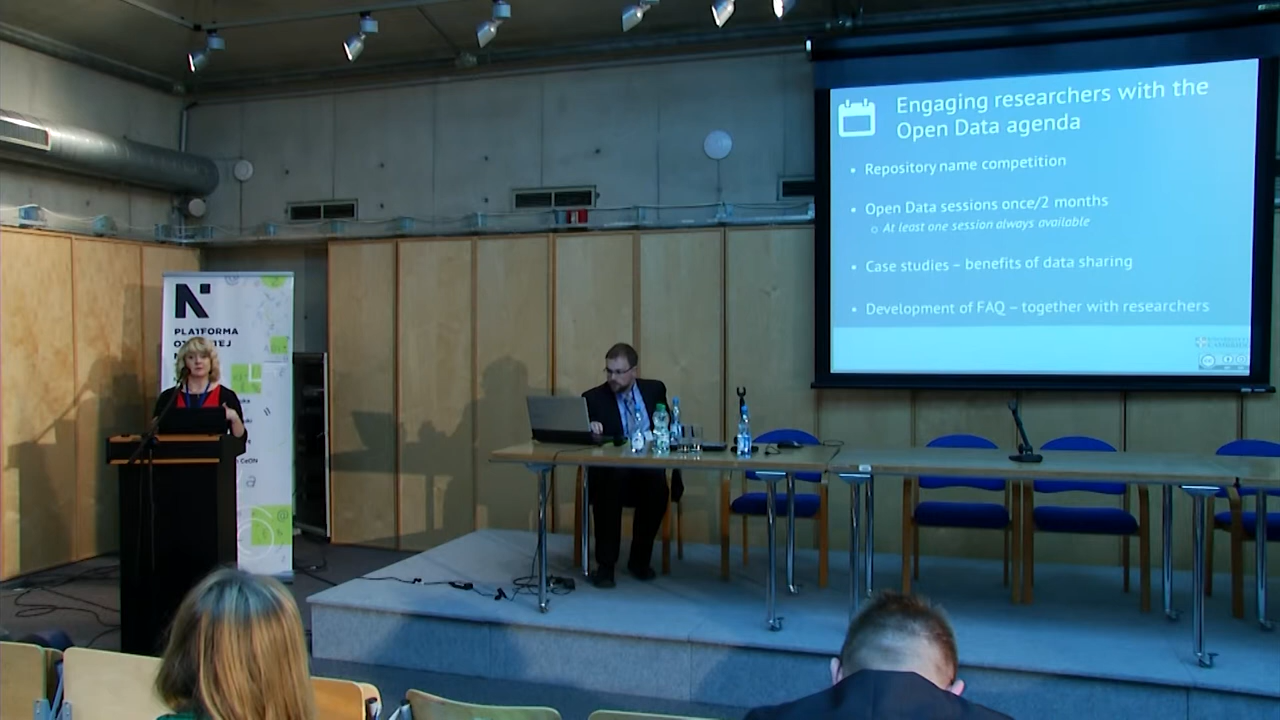 Engaging researchers with the
Open Data agenda
• Repository name competition
• Open Data sessions once/2 months
○ At least one session always available
• Case studies – benefits of data sharing
• Development of FAQ – together with researchers
PLATFORMA
CeON